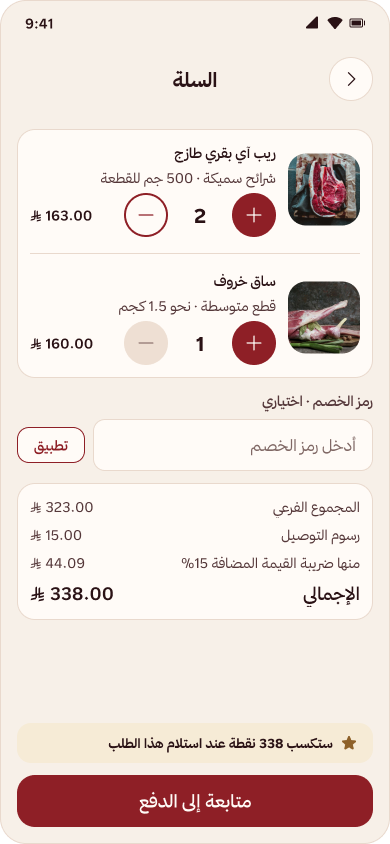 9:41
السلة
ريب آي بقري طازج
شرائح سميكة · 500 جم للقطعة
2
163.00 ⃁
ساق خروف
قطع متوسطة · نحو 1.5 كجم
1
160.00 ⃁
رمز الخصم · اختياري
أدخل رمز الخصم
تطبيق
المجموع الفرعي
323.00 ⃁
رسوم التوصيل
15.00 ⃁
منها ضريبة القيمة المضافة 15%
44.09 ⃁
الإجمالي
338.00 ⃁
ستكسب 338 نقطة عند استلام هذا الطلب
متابعة إلى الدفع